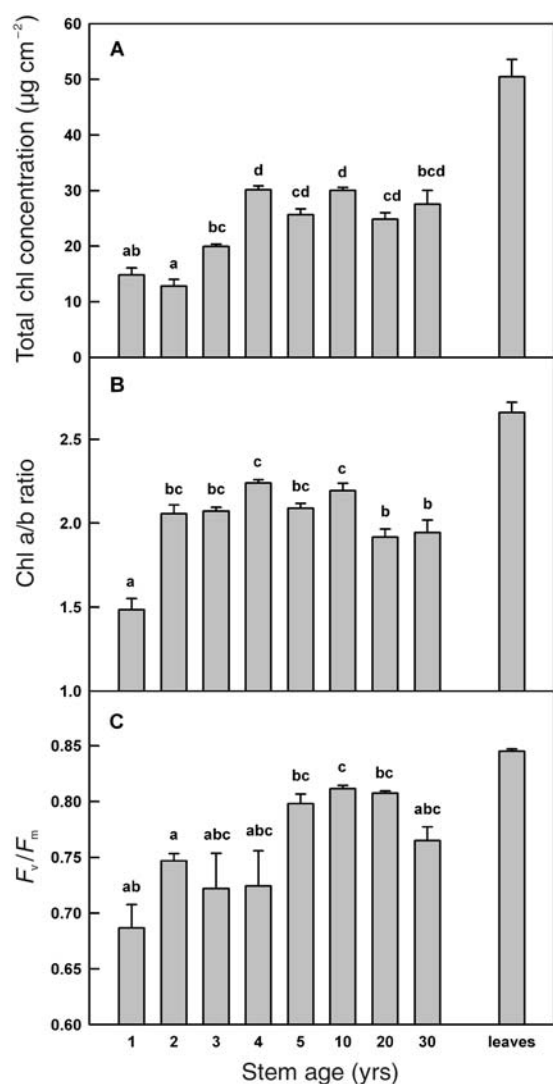 60
A
50
40
30
20
10
0
Total chl concentration (µg cm⁻²)
ab a bc d cd d cd bcd
B
2.5
2.0
1.5
1.0
Chl a/b ratio
a bc bc c bc c b b
C
0.85
0.80
0.75
0.70
0.65
0.60
Fv/Fm
ab a abc abc bc c bc abc
1 2 3 4 5 10 20 30 leaves
Stem age (yrs)